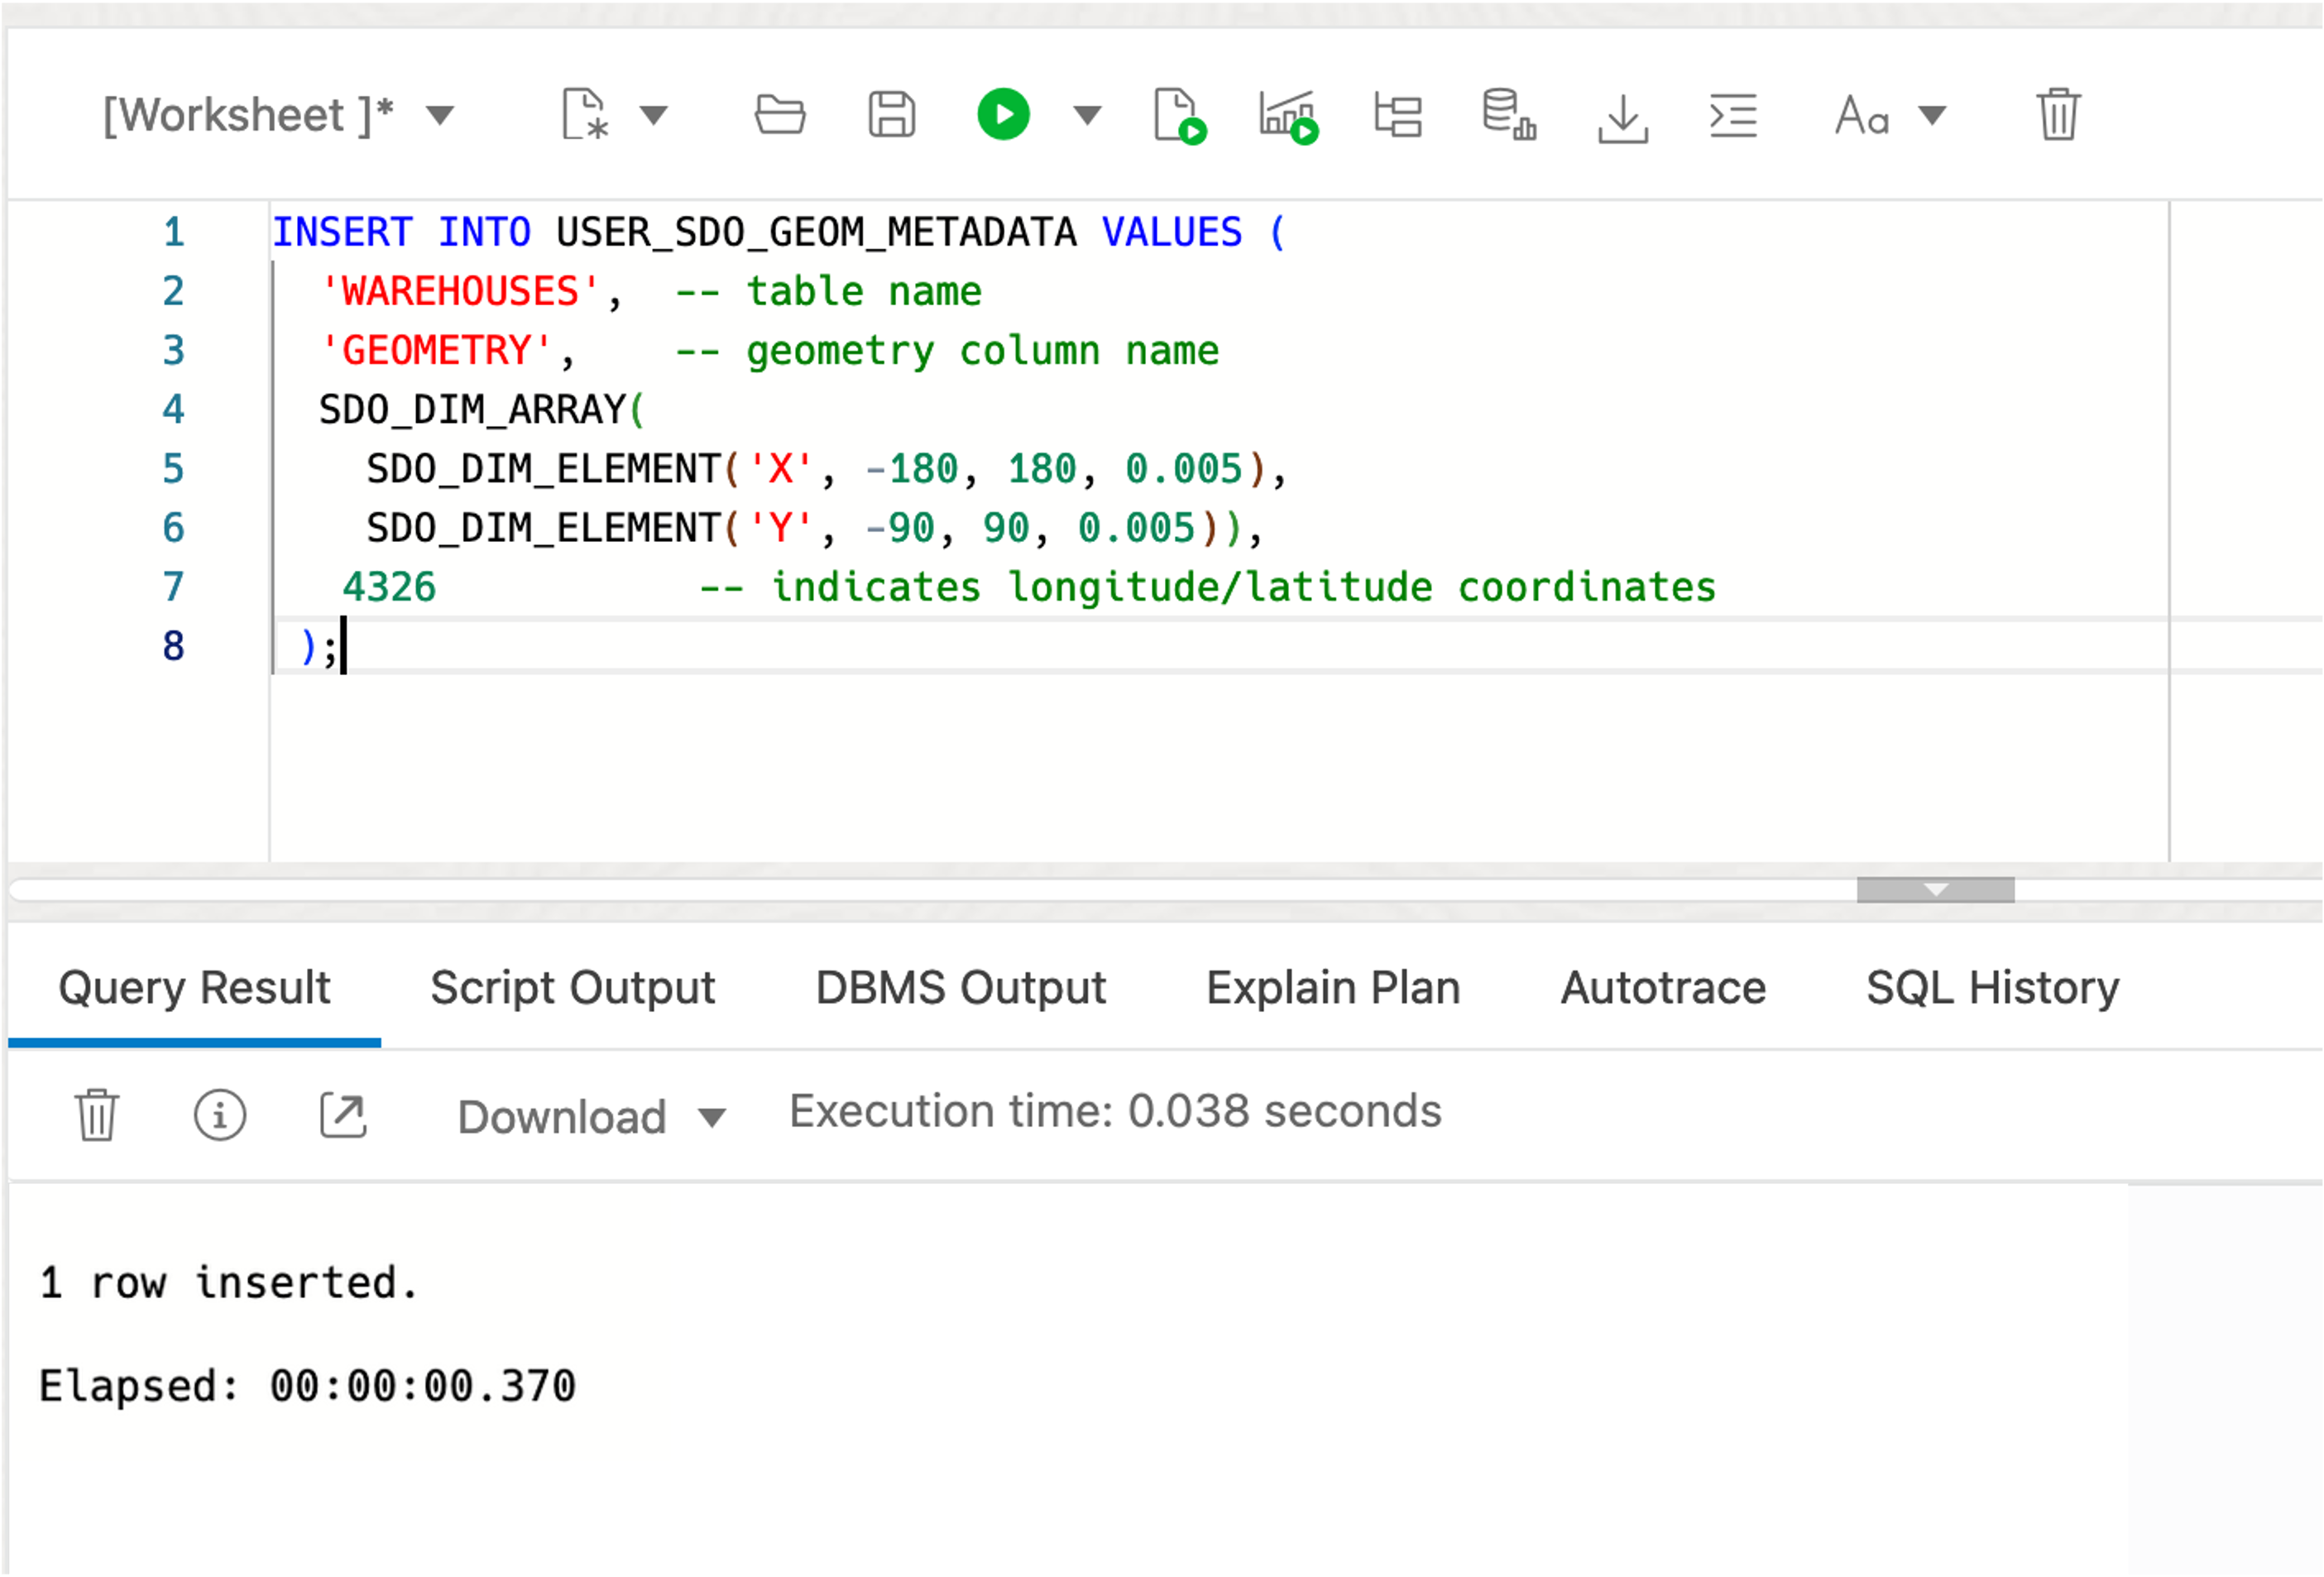 [Worksheet ]*
Aa
1 INSERT INTO USER_SDO_GEOM_METADATA VALUES (
2   'WAREHOUSES',  -- table name
3   'GEOMETRY',    -- geometry column name
4   SDO_DIM_ARRAY(
5     SDO_DIM_ELEMENT('X', -180, 180, 0.005),
6     SDO_DIM_ELEMENT('Y', -90, 90, 0.005)),
7    4326           -- indicates longitude/latitude coordinates
8  );
Query Result Script Output DBMS Output Explain Plan Autotrace SQL History
Download Execution time: 0.038 seconds
1 row inserted.
Elapsed: 00:00:00.370